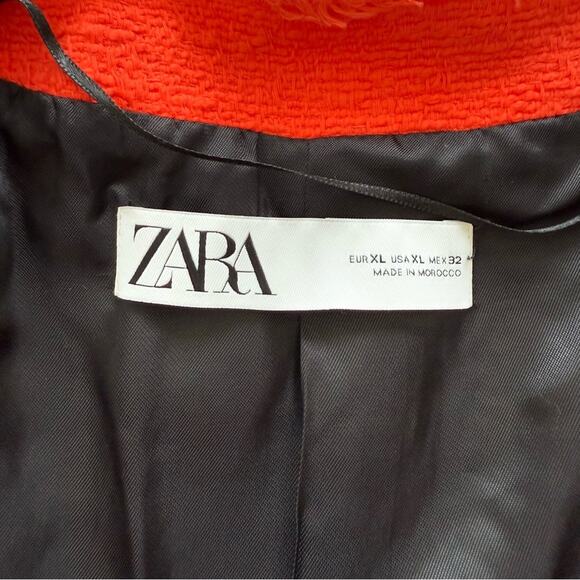 ZARA
EUR XL USA XL MEX 32
MADE IN MOROCCO